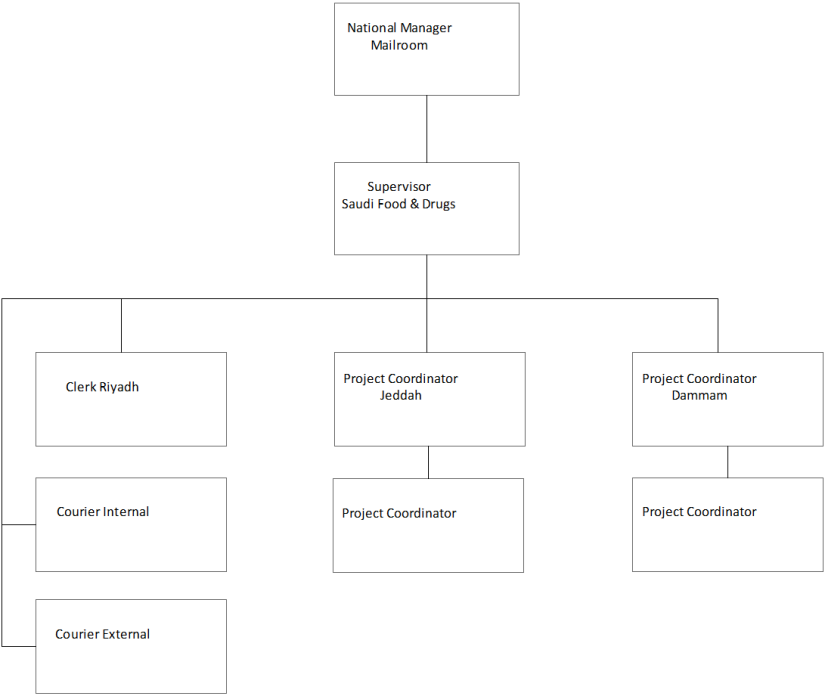 National Manager
Mailroom
Supervisor
Saudi Food & Drugs
Clerk Riyadh
Project Coordinator
Jeddah
Project Coordinator
Dammam
Courier Internal
Project Coordinator
Project Coordinator
Courier External